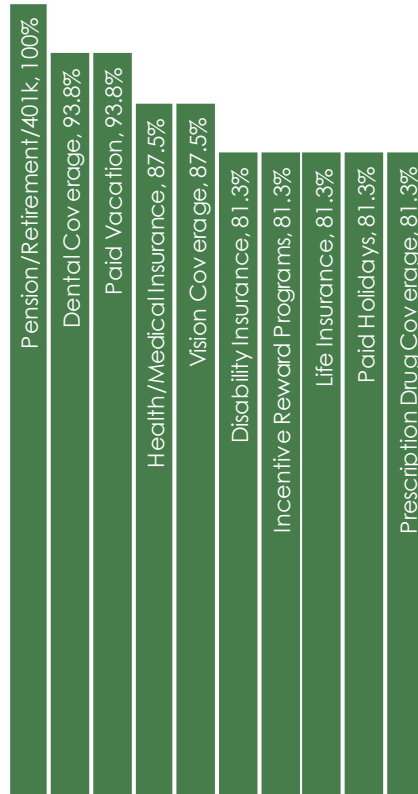 Pension/Retirement/401k, 100%
Dental Coverage, 93.8%
Paid Vacation, 93.8%
Health/Medical Insurance, 87.5%
Vision Coverage, 87.5%
Disability Insurance, 81.3%
Incentive Reward Programs, 81.3%
Life Insurance, 81.3%
Paid Holidays, 81.3%
Prescription Drug Coverage, 81.3%